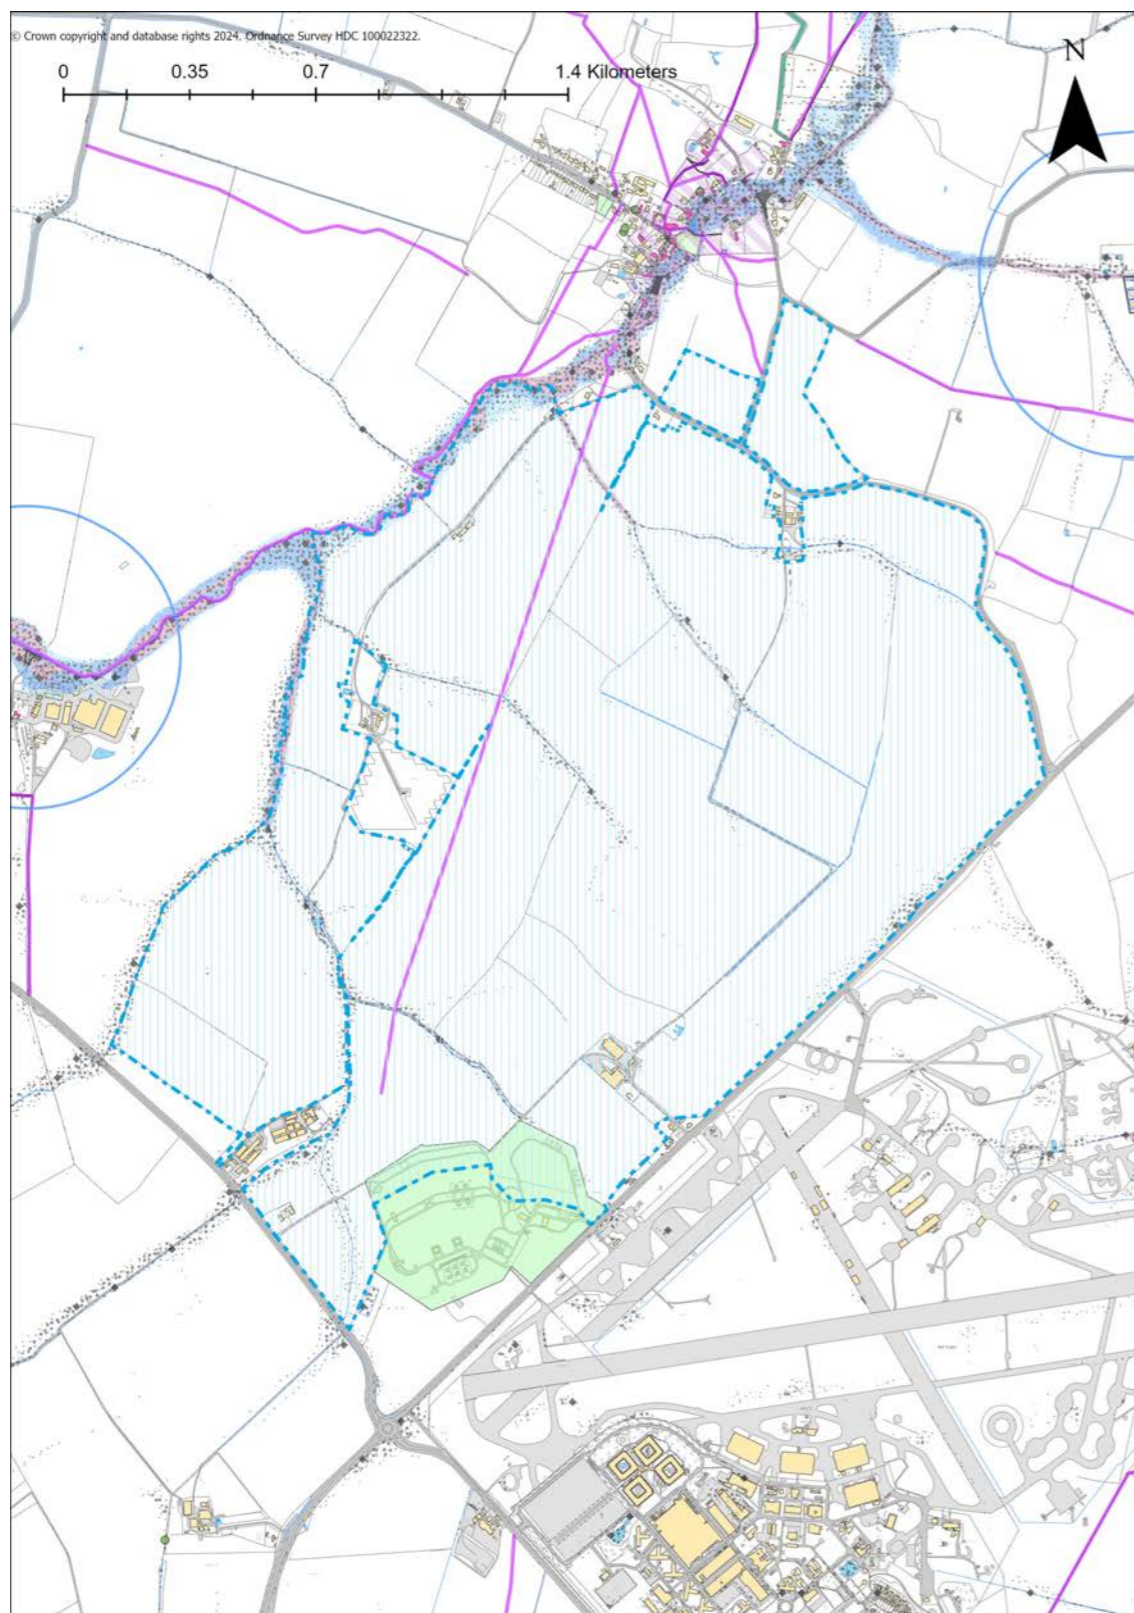 © Crown copyright and database rights 2024. Ordnance Survey HDC 100022322.
0 0.35 0.7 1.4 Kilometers
N